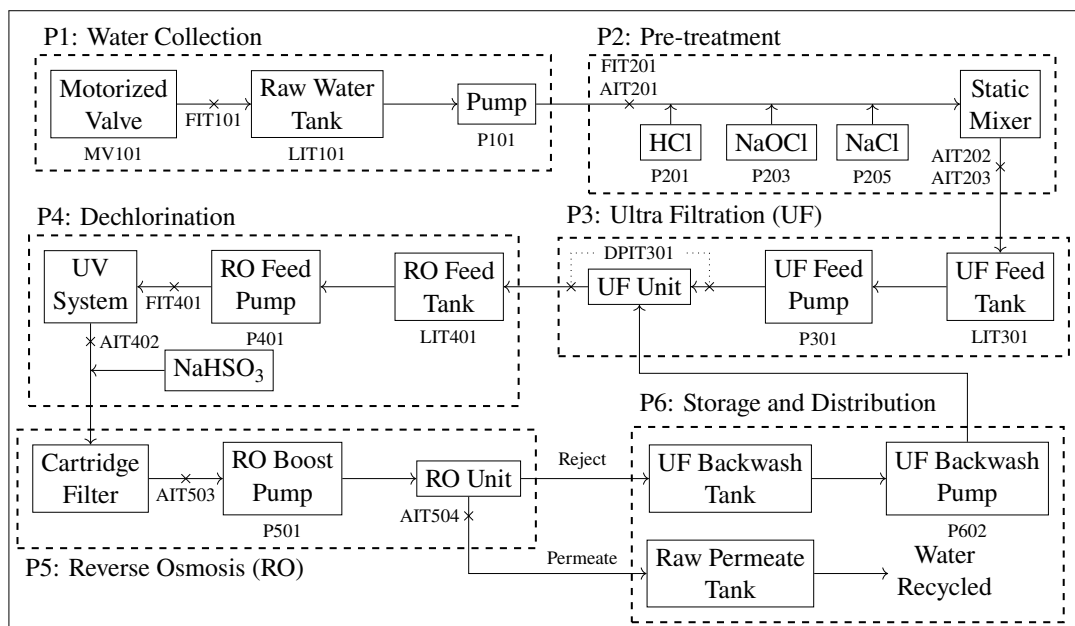 P1: Water Collection
Motorized
Valve
MV101
FIT101
Raw Water
Tank
LIT101
Pump
P101
P2: Pre-treatment
FIT201
AIT201
HCl
P201
NaOCl
P203
NaCl
P205
Static
Mixer
AIT202
AIT203
P3: Ultra Filtration (UF)
DPIT301
UF Unit
UF Feed
Pump
P301
UF Feed
Tank
LIT301
P4: Dechlorination
UV
System
FIT401
RO Feed
Pump
P401
RO Feed
Tank
LIT401
AIT402
NaHSO₃
Cartridge
Filter
AIT503
RO Boost
Pump
P501
RO Unit
AIT504
P5: Reverse Osmosis (RO)
Reject
Permeate
P6: Storage and Distribution
UF Backwash
Tank
UF Backwash
Pump
P602
Raw Permeate
Tank
Water
Recycled